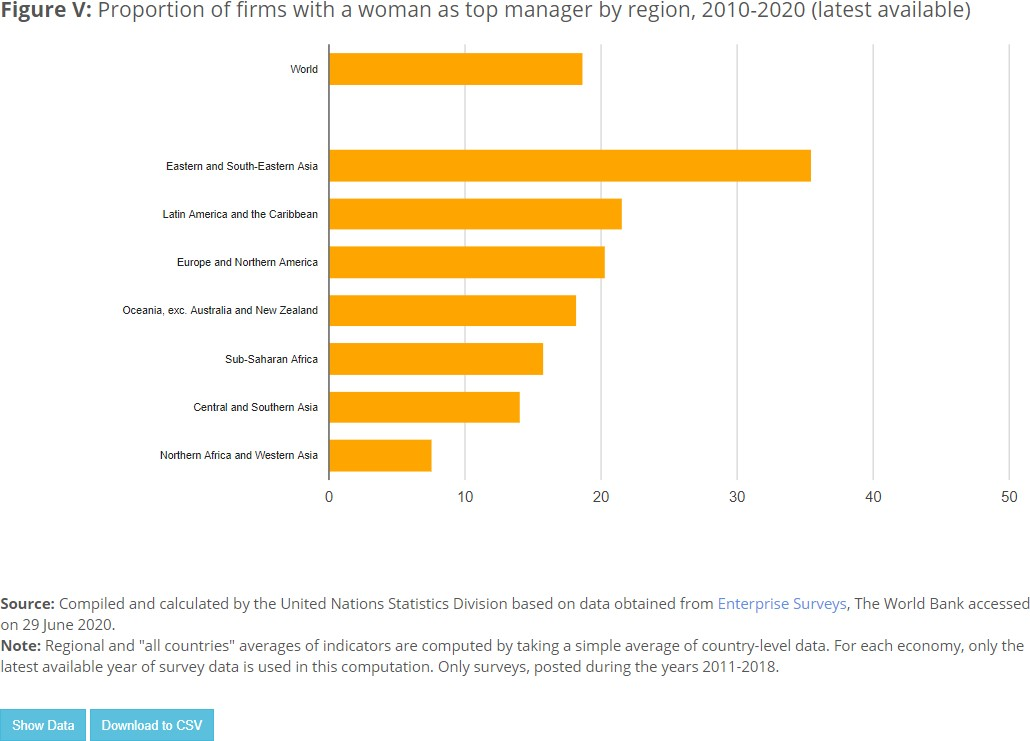 Figure V: Proportion of firms with a woman as top manager by region, 2010-2020 (latest available)
World
Eastern and South-Eastern Asia
Latin America and the Caribbean
Europe and Northern America
Oceania, exc. Australia and New Zealand
Sub-Saharan Africa
Central and Southern Asia
Northern Africa and Western Asia
0 10 20 30 40 50
Source: Compiled and calculated by the United Nations Statistics Division based on data obtained from Enterprise Surveys, The World Bank accessed
on 29 June 2020.
Note: Regional and "all countries" averages of indicators are computed by taking a simple average of country-level data. For each economy, only the
latest available year of survey data is used in this computation. Only surveys, posted during the years 2011-2018.
Show Data Download to CSV